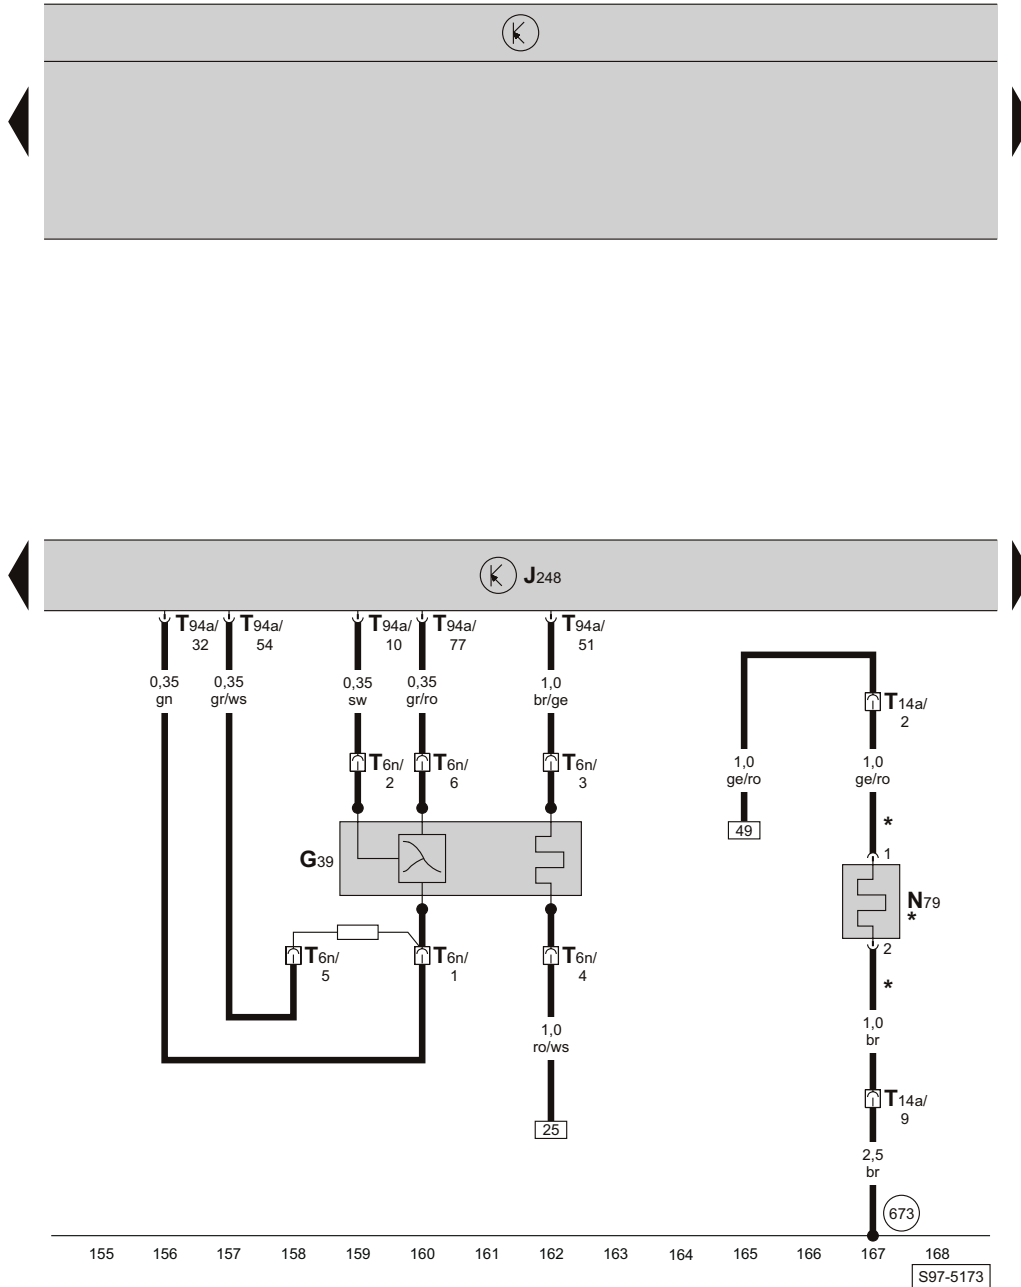 J248
T94a/ T94a/ T94a/ T94a/ T94a/
32 54 10 77 51
0,35 0,35 0,35 0,35 1,0
gn gr/ws sw gr/ro br/ge
T14a/
2
T6n/ T6n/ T6n/
2 6 3
1,0 1,0
ge/ro ge/ro
49
*
1
G39
N79
*
2
T6n/ T6n/ T6n/
5 1 4
*
1,0
ro/ws
1,0
br
25
T14a/
9
2,5
br
673
155 156 157 158 159 160 161 162 163 164 165 166 167 168
S97-5173